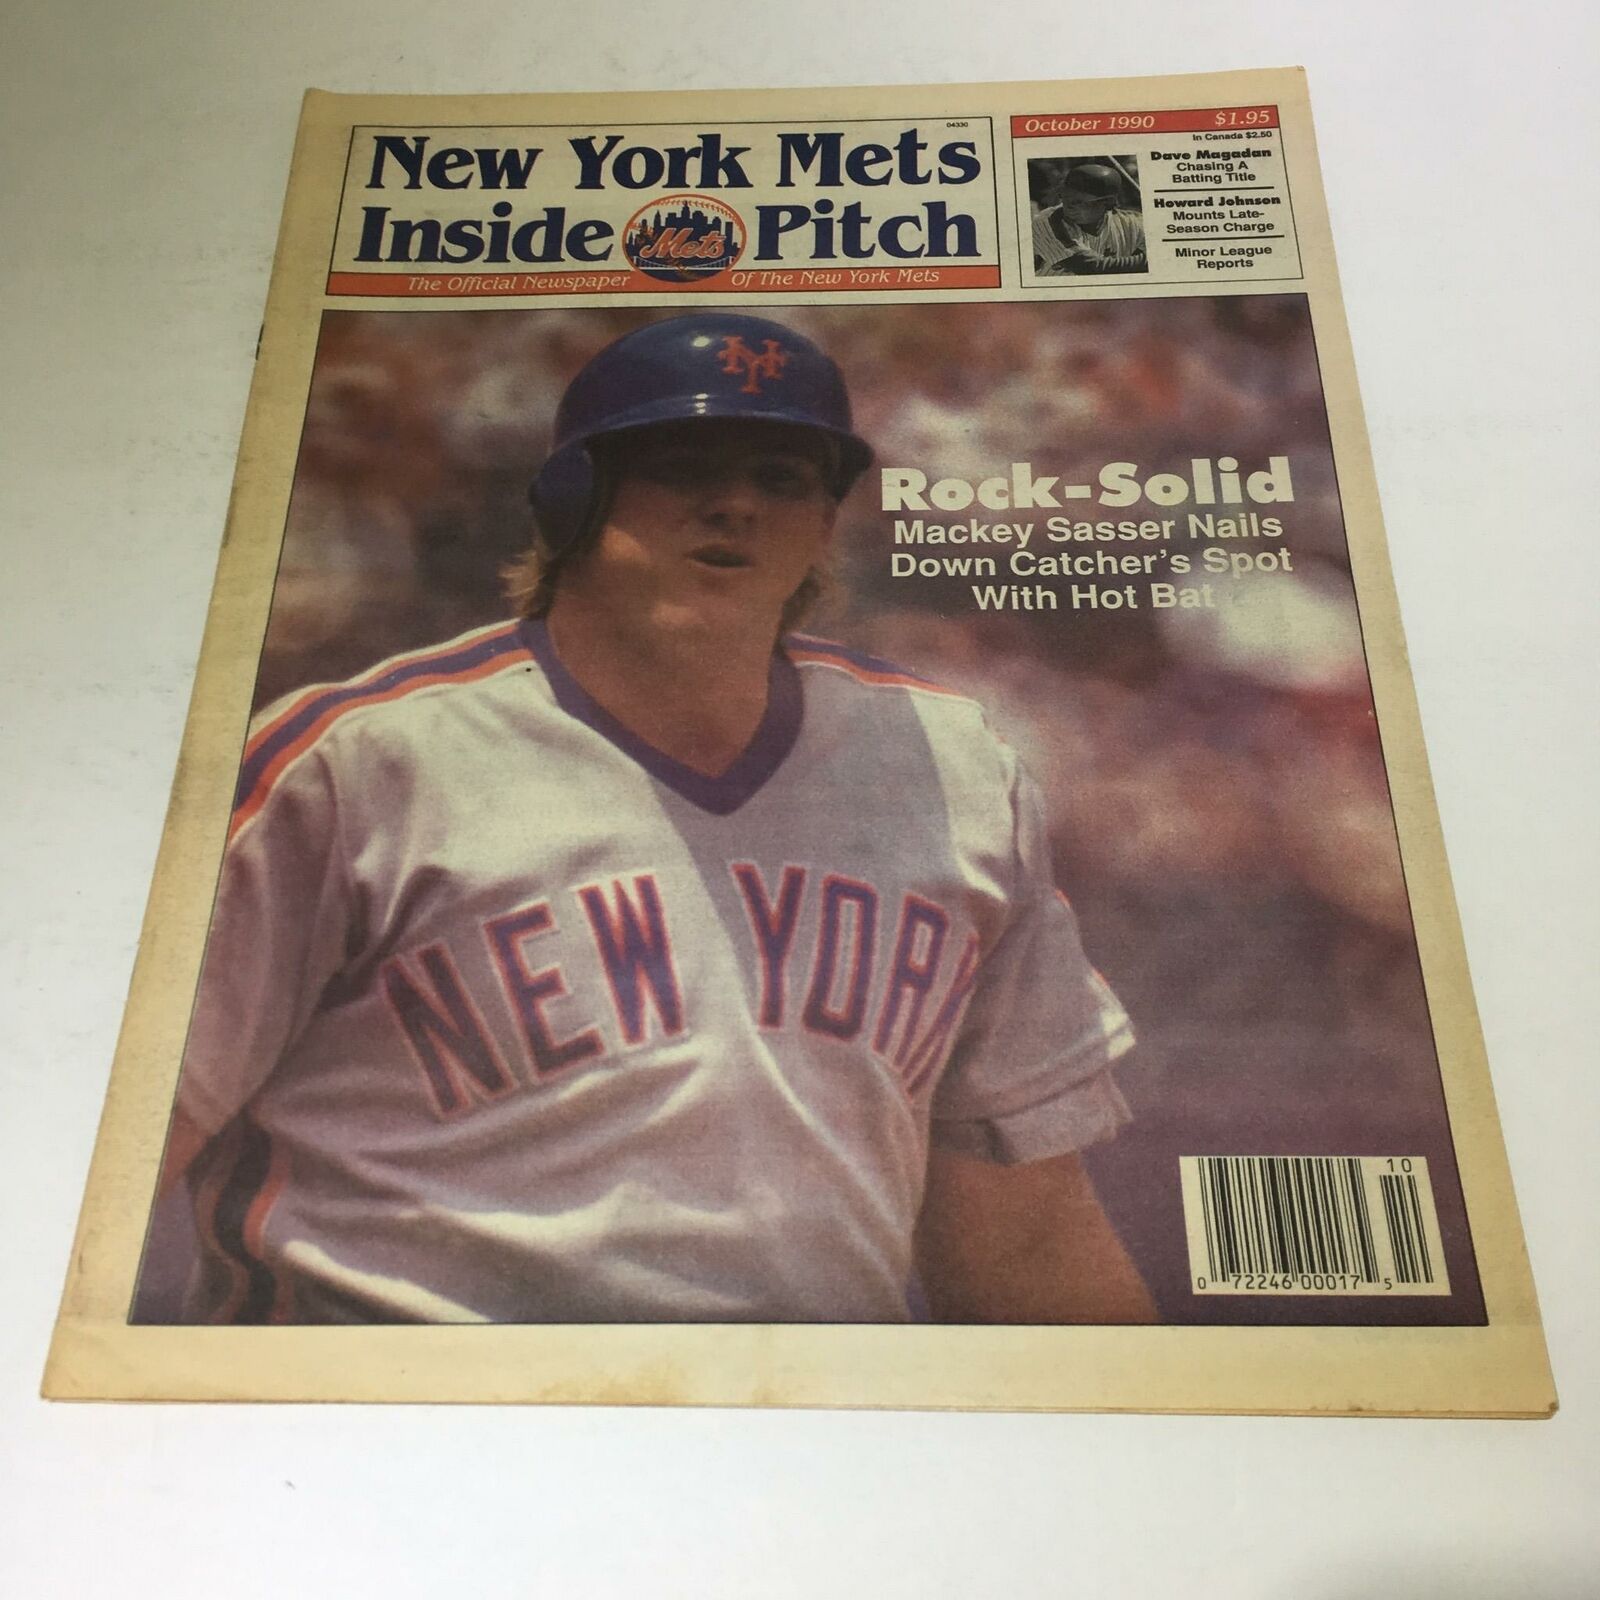 New York Mets
04330
Inside Mets Pitch
The Official Newspaper Of The New York Mets
October 1990 $1.95
In Canada $2.50
Dave Magadan
Chasing A
Batting Title
Howard Johnson
Mounts Late-
Season Charge
Minor League
Reports
NY
Rock-Solid
Mackey Sasser Nails
Down Catcher's Spot
With Hot Bat
NEW YORK
10
0 72246 00017 5